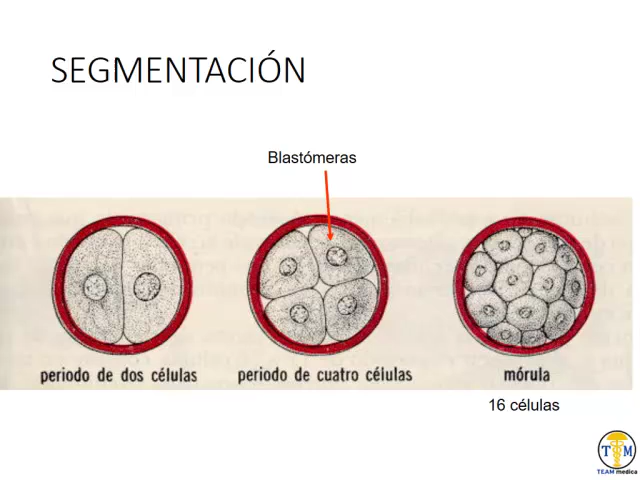 SEGMENTACIÓN
Blastómeras
periodo de dos células
periodo de cuatro células
mórula
16 células
T M
TEAM medica